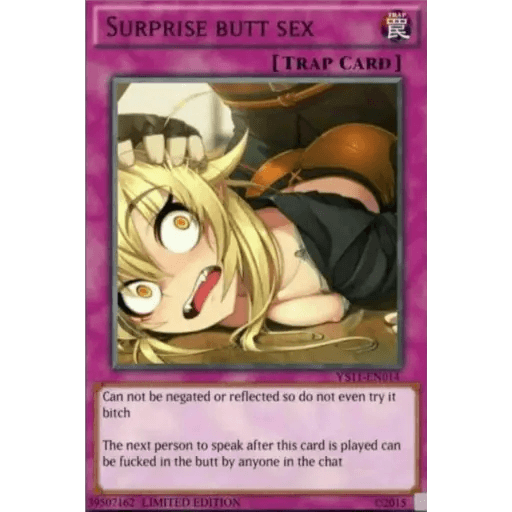 SURPRISE BUTT SEX
TRAP
罠
[TRAP CARD]
YS11-EN014
Can not be negated or reflected so do not even try it
bitch
The next person to speak after this card is played can
be fucked in the butt by anyone in the chat
39507162 LIMITED EDITION ©2015